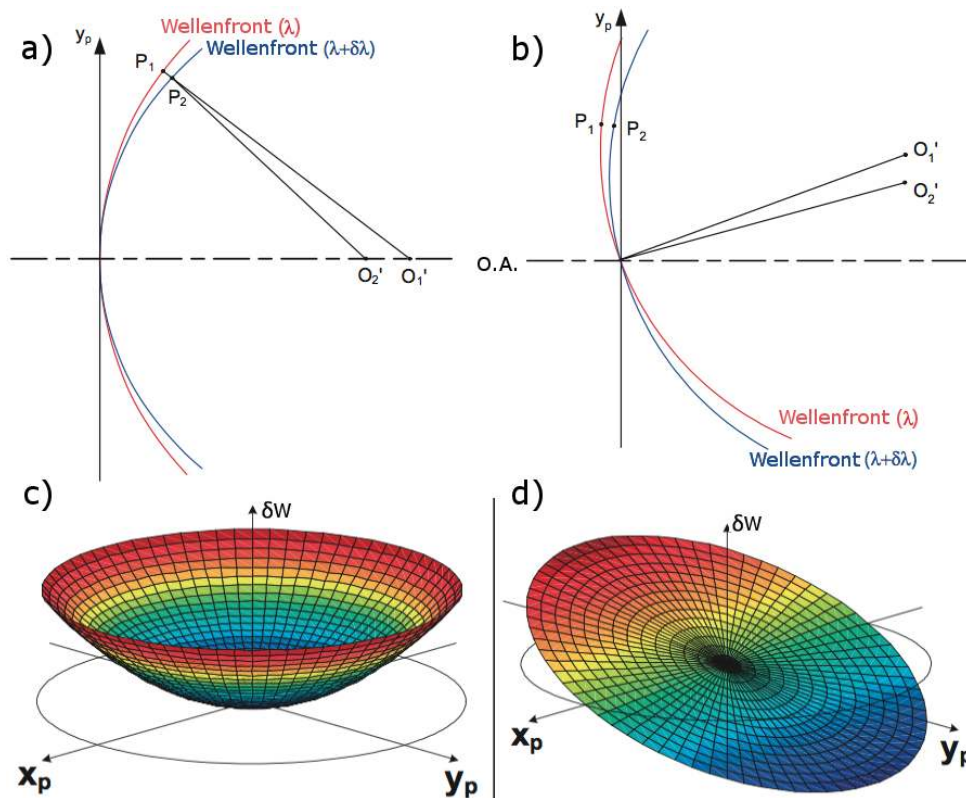 a)
yₚ
Wellenfront (λ)
Wellenfront (λ+δλ)
P₁
P₂
O₂'
O₁'
b)
yₚ
Wellenfront (λ)
Wellenfront (λ+δλ)
P₁
P₂
O₁'
O₂'
O.A.
c)
δW
xₚ
yₚ
d)
δW
xₚ
yₚ